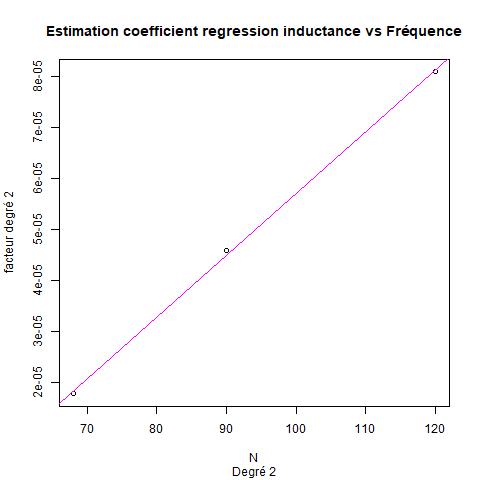 Estimation coefficient regression inductance vs Fréquence
8e-05
7e-05
6e-05
5e-05
4e-05
3e-05
2e-05
facteur degré 2
70 80 90 100 110 120
N
Degré 2